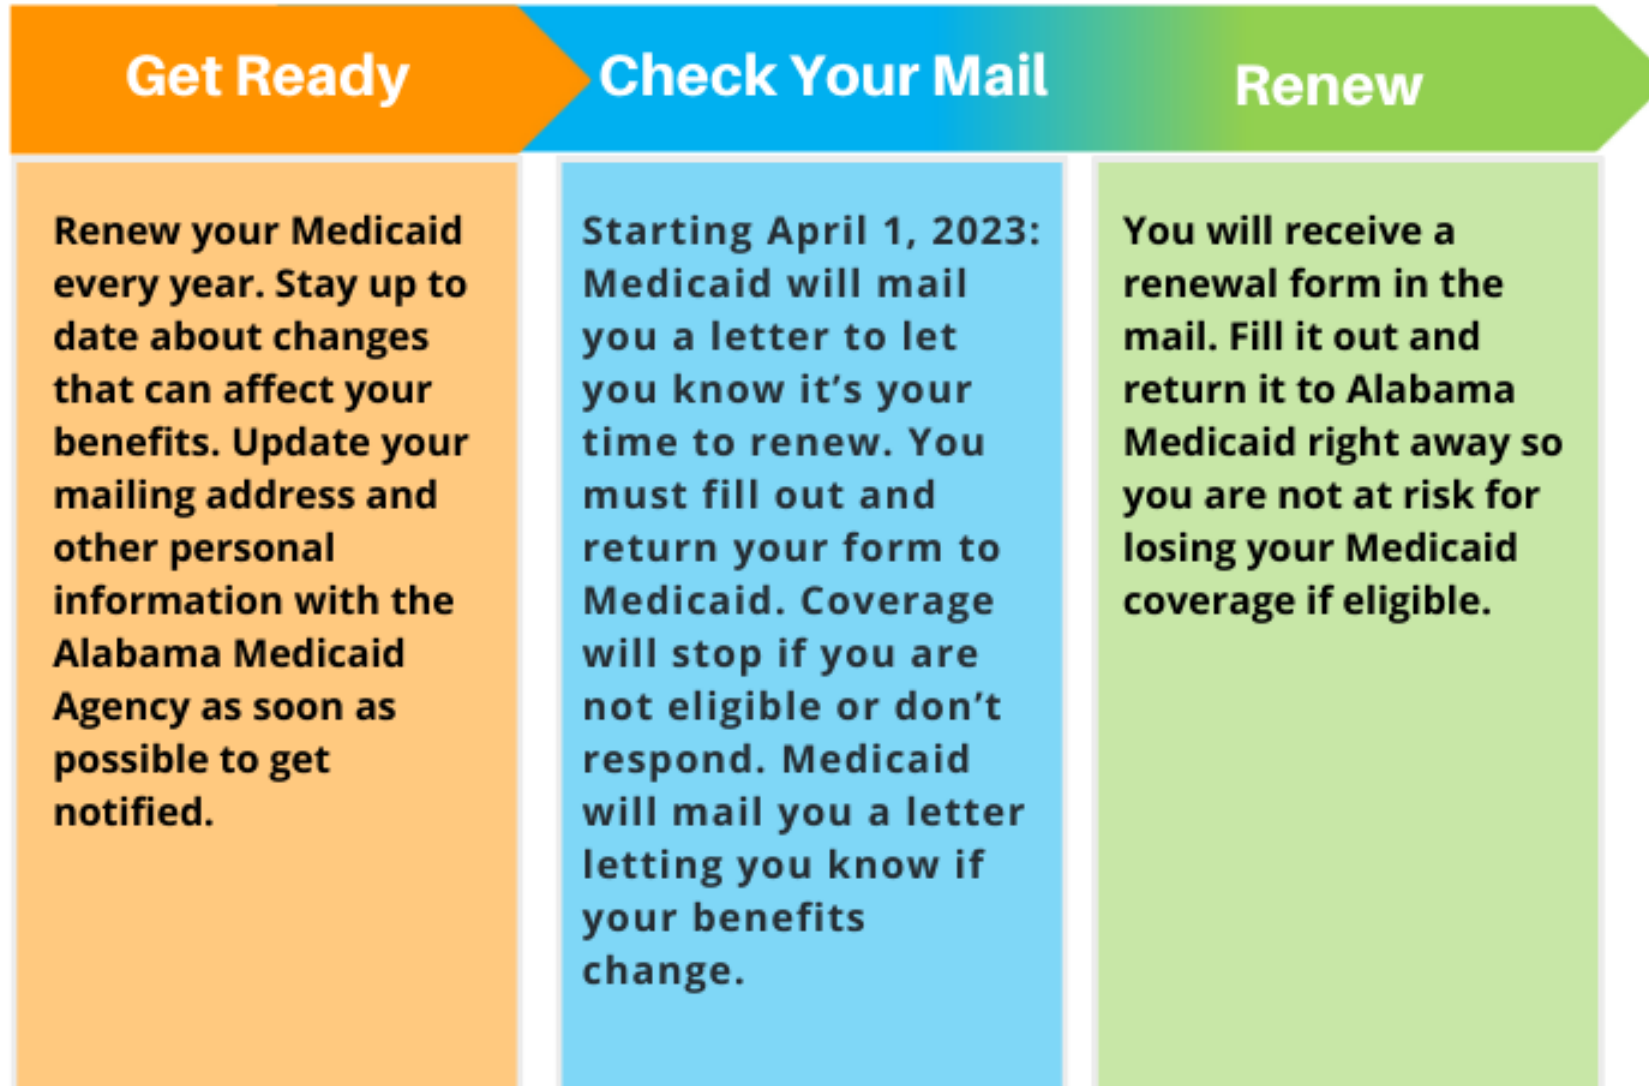 Get Ready
Renew your Medicaid
every year. Stay up to
date about changes
that can affect your
benefits. Update your
mailing address and
other personal
information with the
Alabama Medicaid
Agency as soon as
possible to get
notified.
Check Your Mail
Starting April 1, 2023:
Medicaid will mail
you a letter to let
you know it’s your
time to renew. You
must fill out and
return your form to
Medicaid. Coverage
will stop if you are
not eligible or don’t
respond. Medicaid
will mail you a letter
letting you know if
your benefits
change.
Renew
You will receive a
renewal form in the
mail. Fill it out and
return it to Alabama
Medicaid right away so
you are not at risk for
losing your Medicaid
coverage if eligible.